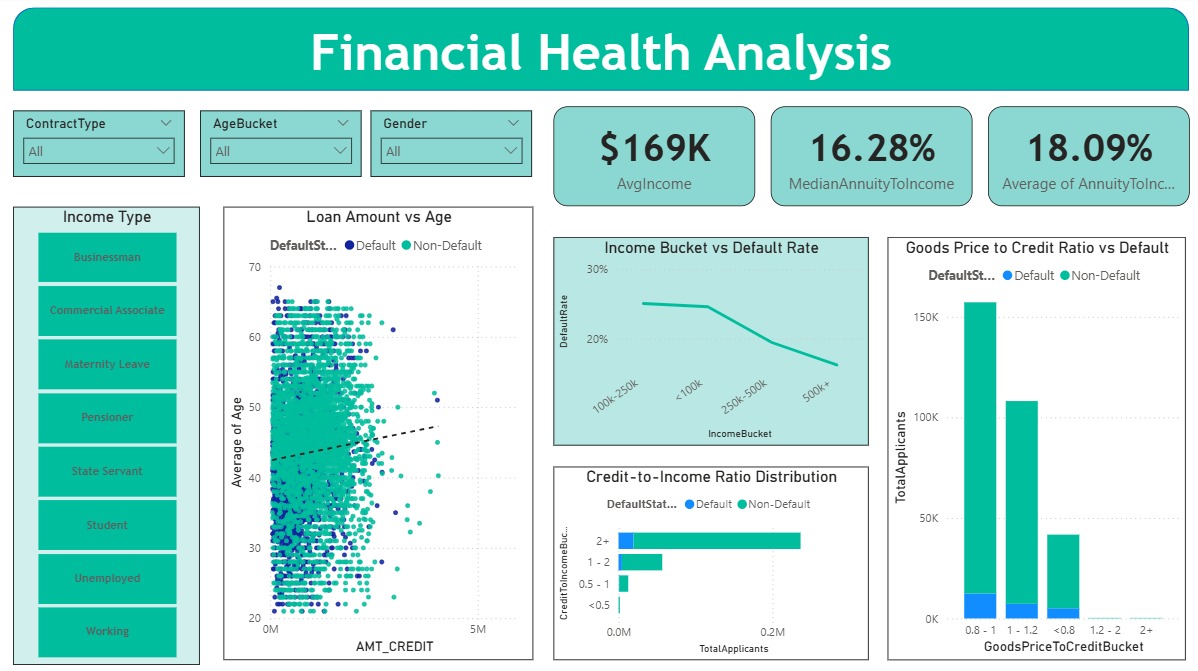 Financial Health Analysis
ContractType
All
AgeBucket
All
Gender
All
$169K
AvgIncome
16.28%
MedianAnnuityToIncome
18.09%
Average of AnnuityToInc...
Income Type
Businessman
Commercial Associate
Maternity Leave
Pensioner
State Servant
Student
Unemployed
Working
Loan Amount vs Age
DefaultSt... Default Non-Default
Average of Age
70
60
50
40
30
20
0M 5M
AMT_CREDIT
Income Bucket vs Default Rate
DefaultRate
30%
20%
100k-250k <100k 250k-500k 500k+
IncomeBucket
Credit-to-Income Ratio Distribution
DefaultStat... Default Non-Default
CreditToIncomeBuc...
2+
1 - 2
0.5 - 1
<0.5
0.0M 0.2M
TotalApplicants
Goods Price to Credit Ratio vs Default
DefaultSt... Default Non-Default
TotalApplicants
150K
100K
50K
0K
0.8 - 1 1 - 1.2 <0.8 1.2 - 2 2+
GoodsPriceToCreditBucket